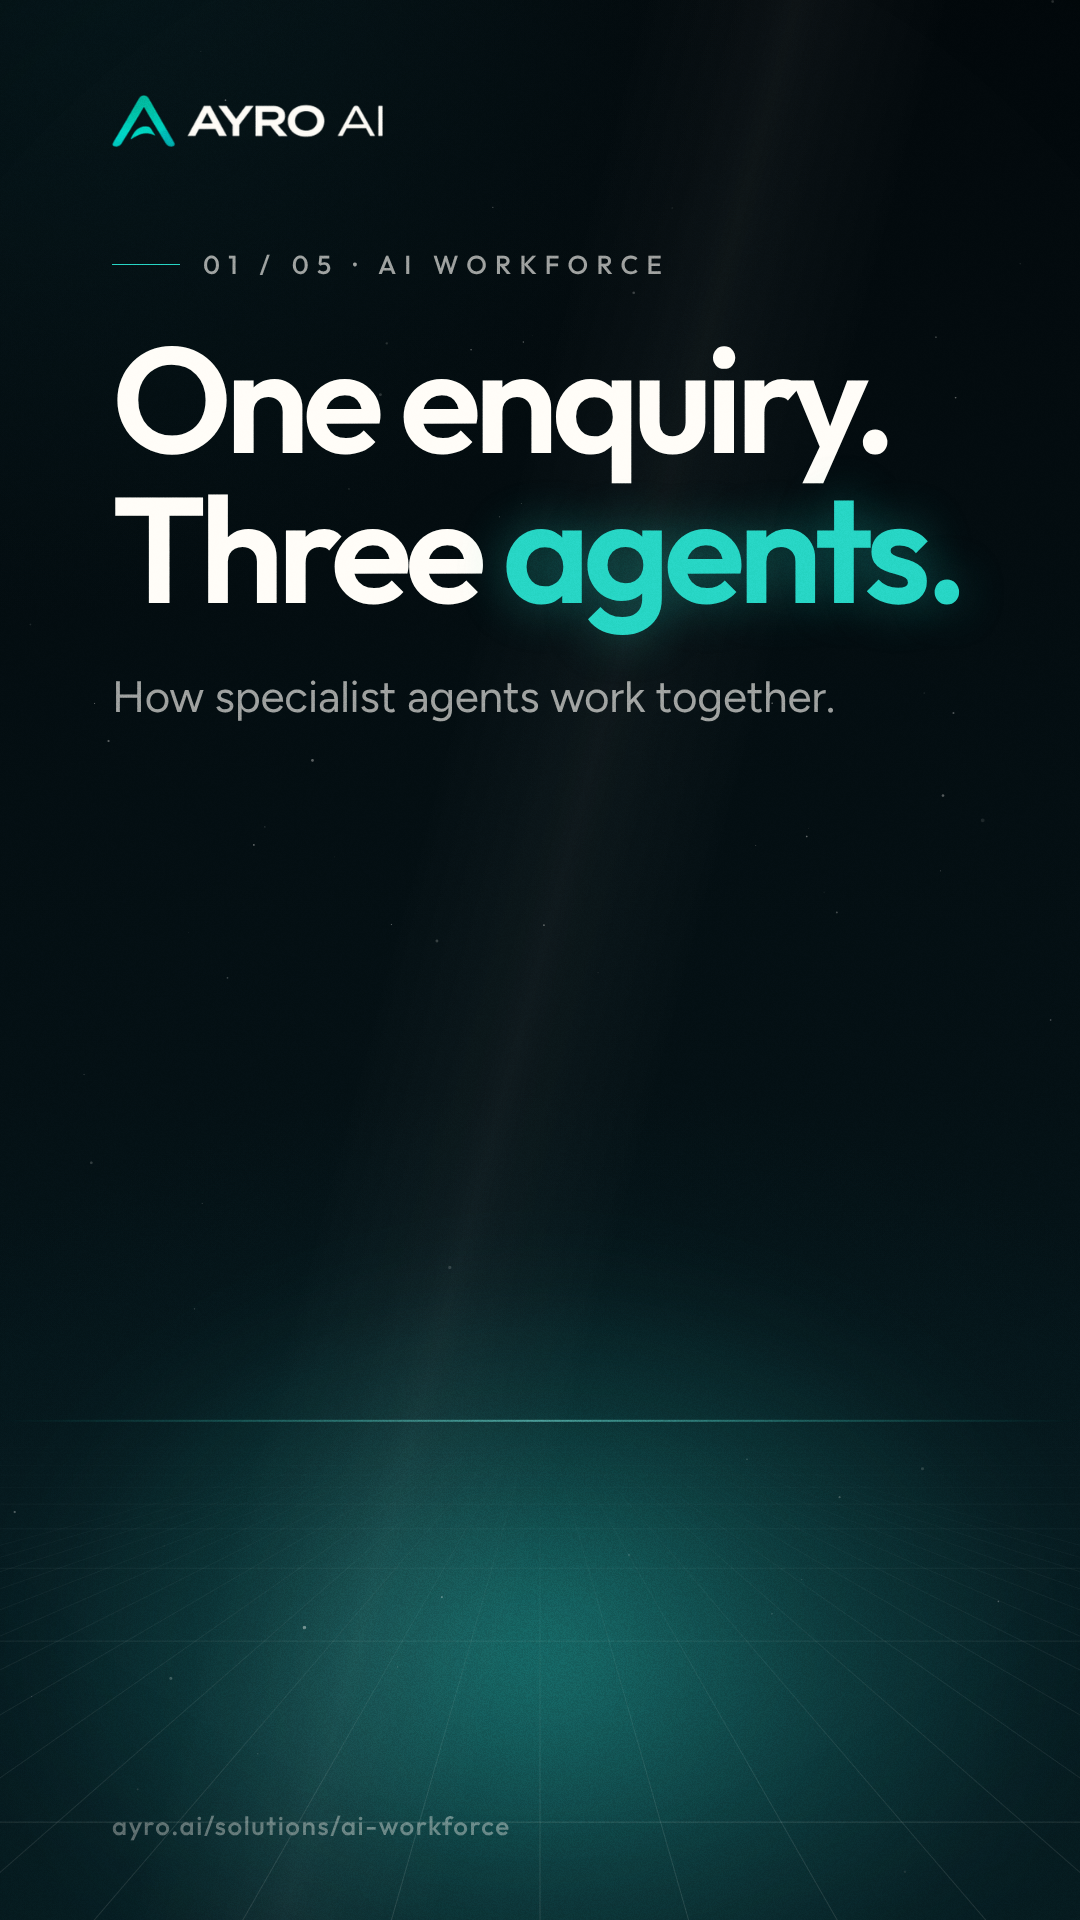 AYRO AI
01 / 05 · AI WORKFORCE
One enquiry.
Three agents.
How specialist agents work together.
ayro.ai/solutions/ai-workforce